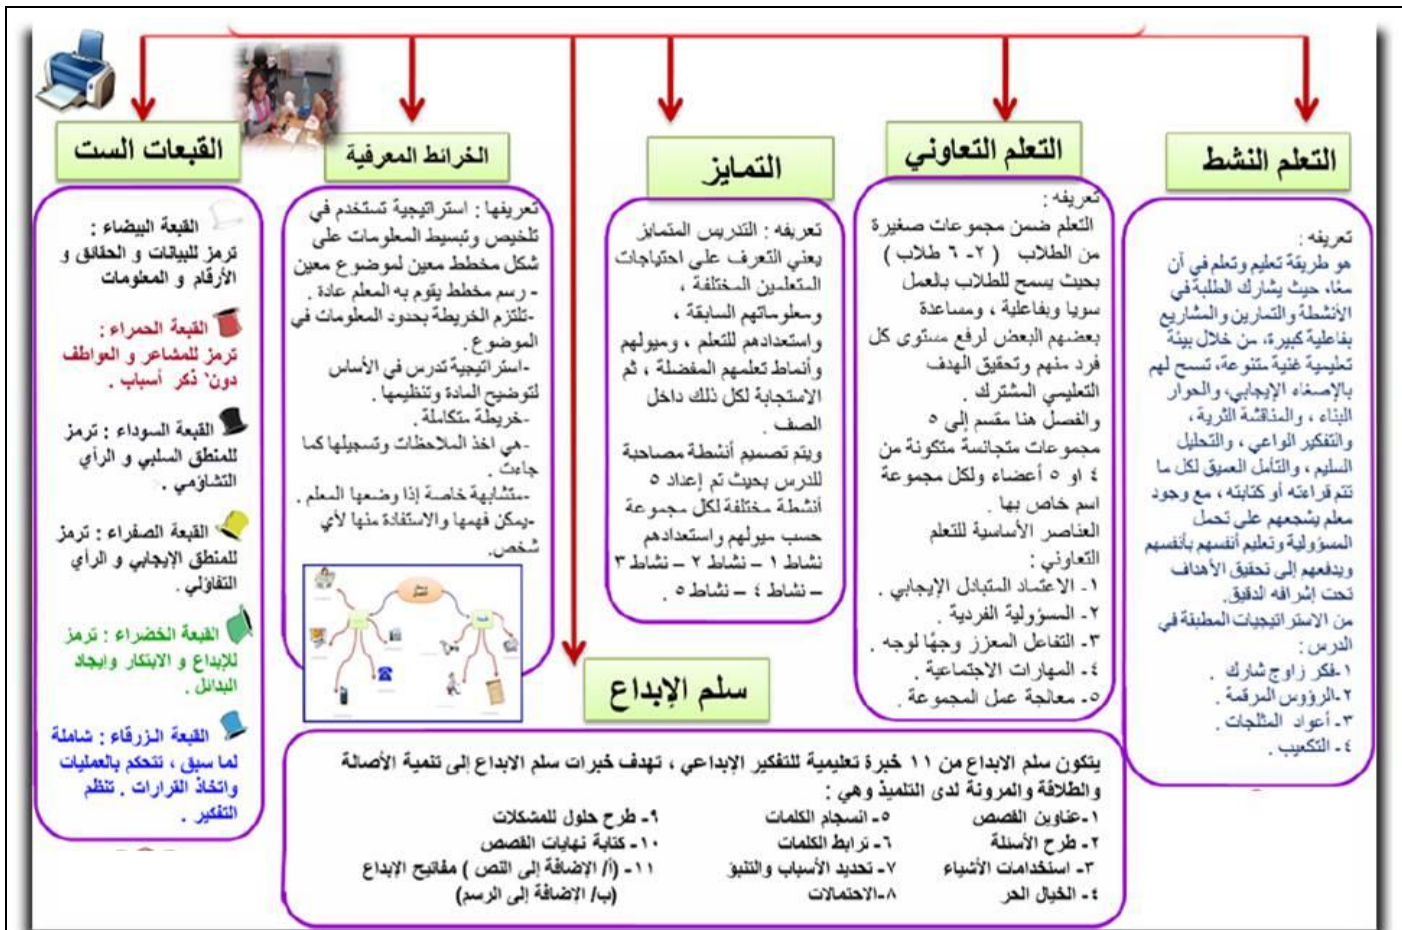 التعلم النشط
تعريفه :
هو طريقة تعليم وتعلم في آن
معًا، حيث يشارك الطلبة في
الأنشطة والتمارين والمشاريع
بفاعلية كبيرة، من خلال بيئة
تعليمية غنية متنوعة، تسمح لهم
بالإصغاء الإيجابي، والحوار
البناء ، والمناقشة الثرية ،
والتفكير الواعي ، والتحليل
السليم ، والتأمل العميق لكل ما
تتم قراءته أو كتابته ، مع وجود
معلم يشجعهم على تحمل
المسؤولية وتعليم أنفسهم بأنفسهم
ويدفعهم إلى تحقيق الأهداف
تحت إشرافه الدقيق.
من الاستراتيجيات المطبقة في
الدرس :
١-فكر زاوج شارك .
٢-الرؤوس المرقمة .
٣- أعواد المثلجات .
٤- التكعيب .
التعلم التعاوني
تعريفه :
التعلم ضمن مجموعات صغيرة
من الطلاب ( ٢- ٦ طلاب )
بحيث يسمح للطلاب بالعمل
سويا وبفاعلية ، ومساعدة
بعضهم البعض لرفع مستوى كل
فرد منهم وتحقيق الهدف
التعليمي المشترك .
والفصل هنا مقسم إلى ٥
مجموعات متجانسة متكونة من
٤ او ٥ أعضاء ولكل مجموعة
اسم خاص بها .
العناصر الأساسية للتعلم
التعاوني :
١- الاعتماد المتبادل الإيجابي .
٢- المسؤولية الفردية .
٣- التفاعل المعزز وجهًا لوجه .
٤- المهارات الاجتماعية .
٥- معالجة عمل المجموعة .
التمايز
تعريفه : التدريس المتمايز
يعني التعرف على احتياجات
المتعلمين المختلفة ،
ومعلوماتهم السابقة ،
واستعدادهم للتعلم ، وميولهم
وأنماط تعلمهم المفضلة ، ثم
الاستجابة لكل ذلك داخل
الصف .
ويتم تصميم أنشطة مصاحبة
للدرس بحيث تم إعداد ٥
أنشطة مختلفة لكل مجموعة
حسب ميولهم واستعدادهم
نشاط ١ – نشاط ٢ – نشاط ٣
– نشاط ٤ – نشاط ٥ .
الخرائط المعرفية
تعريفها : استراتيجية تستخدم في
تلخيص وتبسيط المعلومات على
شكل مخطط معين لموضوع معين
- رسم مخطط يقوم به المعلم عادة .
-تلتزم الخريطة بحدود المعلومات في
الموضوع .
-استراتيجية تدرس في الأساس
لتوضيح المادة وتنظيمها .
-خريطة متكاملة .
-هي اخذ الملاحظات وتسجيلها كما
جاءت .
-متشابهة خاصة إذا وضعها المعلم .
-يمكن فهمها والاستفادة منها لأي
شخص.
القبعات الست
القبعة البيضاء :
ترمز للبيانات و الحقائق و
الأرقام و المعلومات
القبعة الحمراء :
ترمز للمشاعر و العواطف
دون ذكر أسباب .
القبعة السوداء : ترمز
للمنطق السلبي و الرأي
التشاؤمي .
القبعة الصفراء : ترمز
للمنطق الإيجابي و الرأي
التفاؤلي .
القبعة الخضراء : ترمز
للإبداع و الابتكار وإيجاد
البدائل .
القبعة الزرقاء : شاملة
لما سبق ، تتحكم بالعمليات
واتخاذ القرارات . تنظم
التفكير .
سلم الإبداع
يتكون سلم الابداع من ١١ خبرة تعليمية للتفكير الإبداعي ، تهدف خبرات سلم الابداع إلى تنمية الأصالة
والطلاقة والمرونة لدى التلميذ وهي :
١-عناوين القصص
٢- طرح الأسئلة
٣- استخدامات الأشياء
٤- الخيال الحر
٥- انسجام الكلمات
٦- ترابط الكلمات
٧- تحديد الأسباب والتنبؤ
٨-الاحتمالات
٩- طرح حلول للمشكلات
١٠- كتابة نهايات القصص
١١- (أ/ الإضافة إلى النص ) مفاتيح الإبداع
(ب/ الإضافة إلى الرسم)